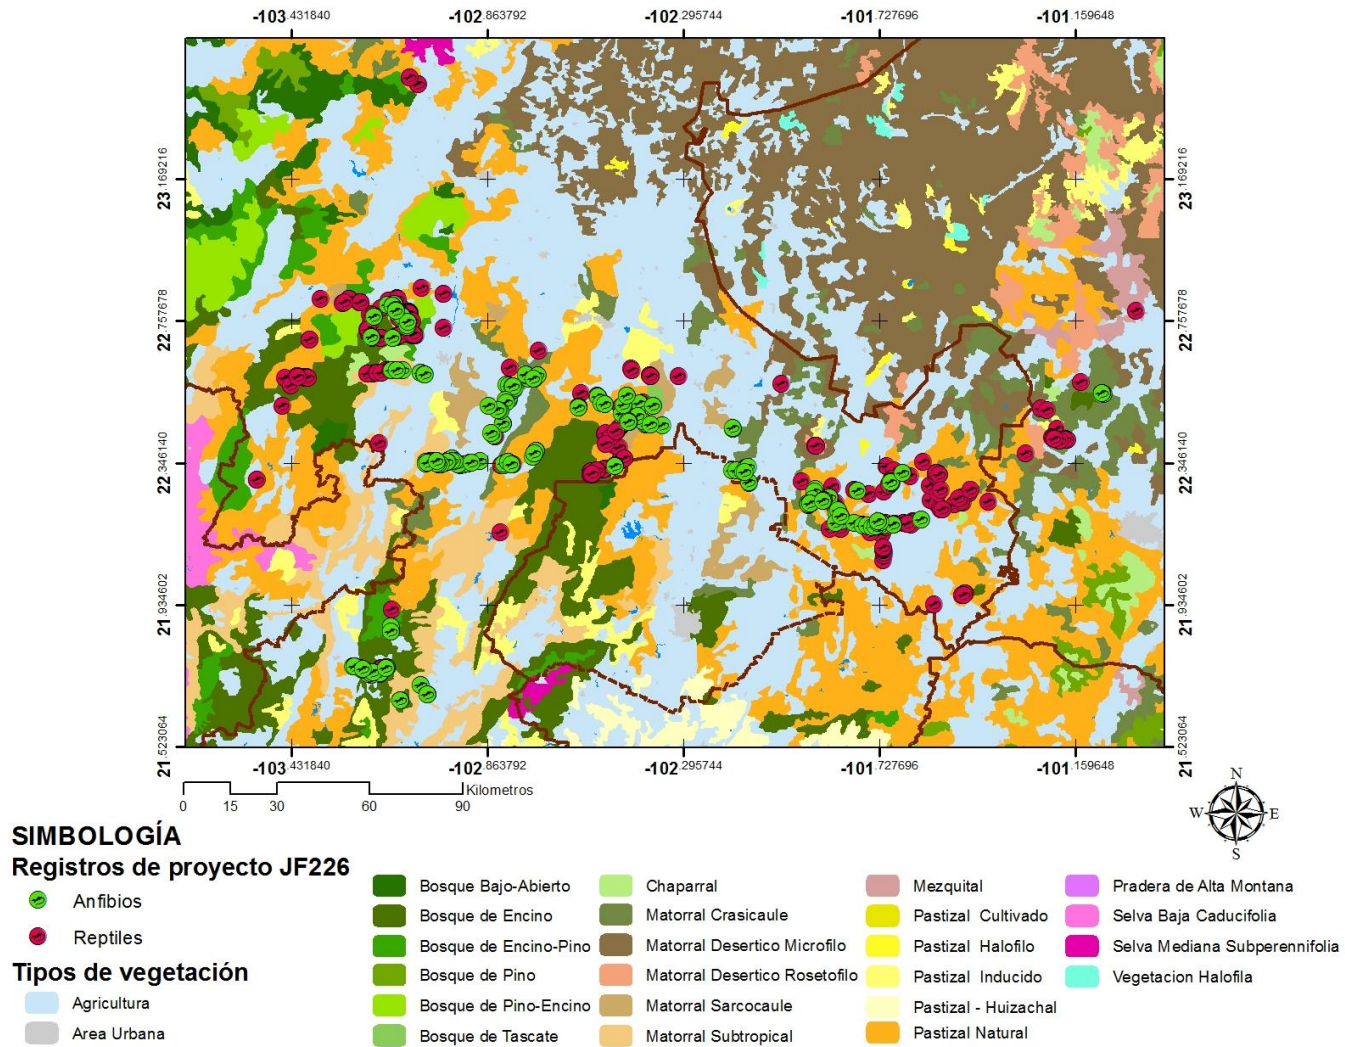 -103.431840 -102.863792 -102.295744 -101.727696 -101.159648
23.169216 23.169216
22.757678 22.757678
22.346140 22.346140
21.934602 21.934602
21.523064 21.523064
-103.431840 -102.863792 -102.295744 -101.727696 -101.159648
Kilometros
0 15 30 60 90
N
W E
S
SIMBOLOGÍA
Registros de proyecto JF226
Anfibios
Reptiles
Tipos de vegetación
Agricultura
Area Urbana
Bosque Bajo-Abierto
Bosque de Encino
Bosque de Encino-Pino
Bosque de Pino
Bosque de Pino-Encino
Bosque de Tascate
Chaparral
Matorral Crasicaule
Matorral Desertico Microfilo
Matorral Desertico Rosetofilo
Matorral Sarcocaule
Matorral Subtropical
Mezquital
Pastizal Cultivado
Pastizal Halofilo
Pastizal Inducido
Pastizal - Huizachal
Pastizal Natural
Pradera de Alta Montana
Selva Baja Caducifolia
Selva Mediana Subperennifolia
Vegetacion Halofila